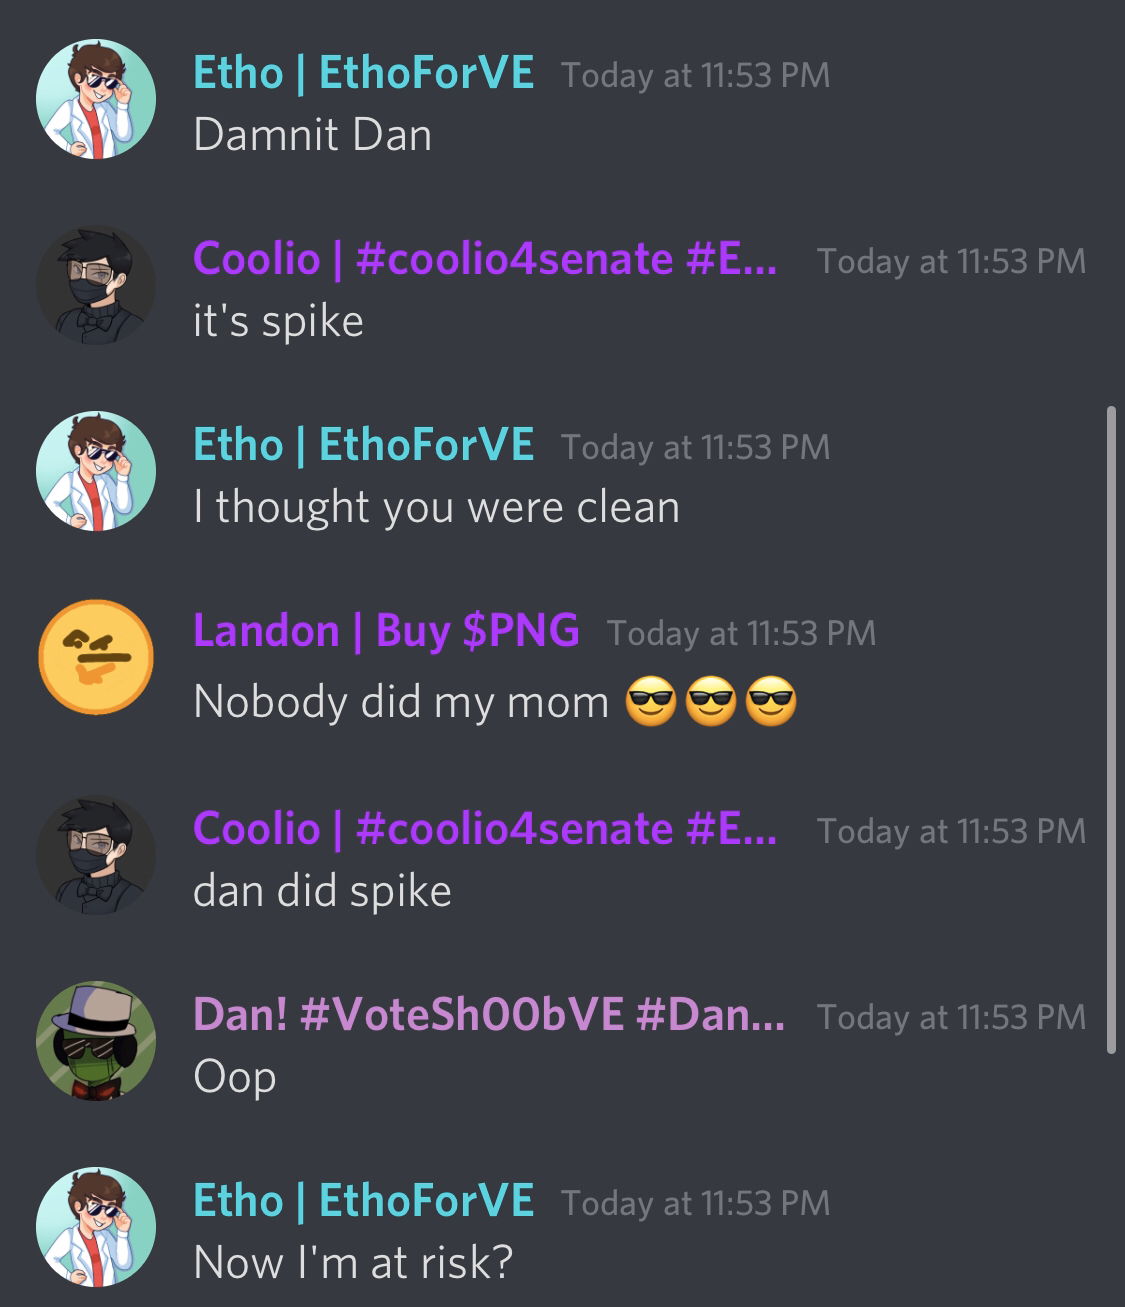 Etho | EthoForVE Today at 11:53 PM
Damnit Dan
Coolio | #coolio4senate #E... Today at 11:53 PM
it's spike
Etho | EthoForVE Today at 11:53 PM
I thought you were clean
Landon | Buy $PNG Today at 11:53 PM
Nobody did my mom 😎😎😎
Coolio | #coolio4senate #E... Today at 11:53 PM
dan did spike
Dan! #VoteSh00bVE #Dan... Today at 11:53 PM
Oop
Etho | EthoForVE Today at 11:53 PM
Now I'm at risk?